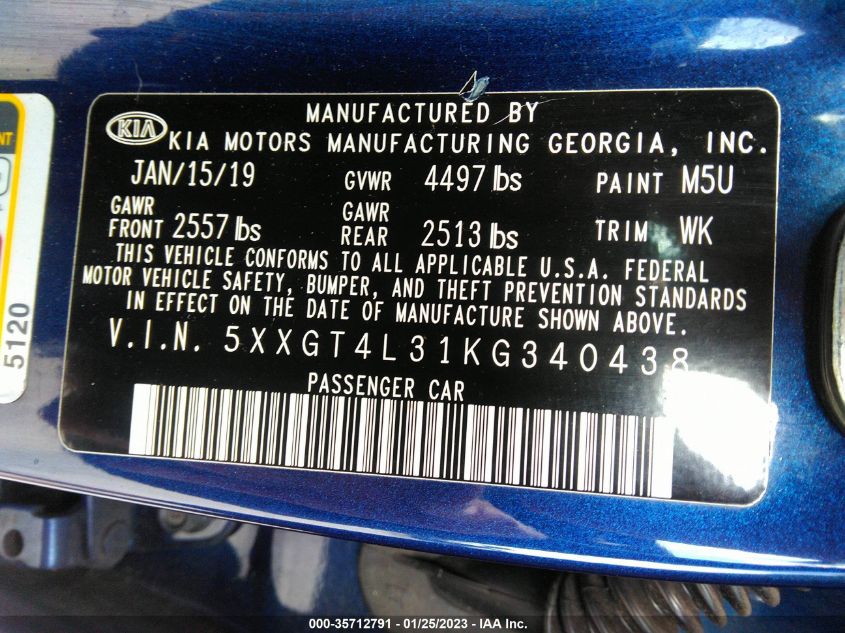 MANUFACTURED BY
KIA KIA MOTORS MANUFACTURING GEORGIA, INC.
JAN/15/19 GVWR 4497 lbs PAINT M5U
GAWR GAWR
FRONT 2557 lbs REAR 2513 lbs TRIM WK
THIS VEHICLE CONFORMS TO ALL APPLICABLE U.S.A. FEDERAL
MOTOR VEHICLE SAFETY, BUMPER, AND THEFT PREVENTION STANDARDS
IN EFFECT ON THE DATE OF MANUFACTURE SHOWN ABOVE.
V.I.N. 5XXGT4L31KG340438
PASSENGER CAR
5120
000-35712791 — 01/25/2023 - IAA Inc.